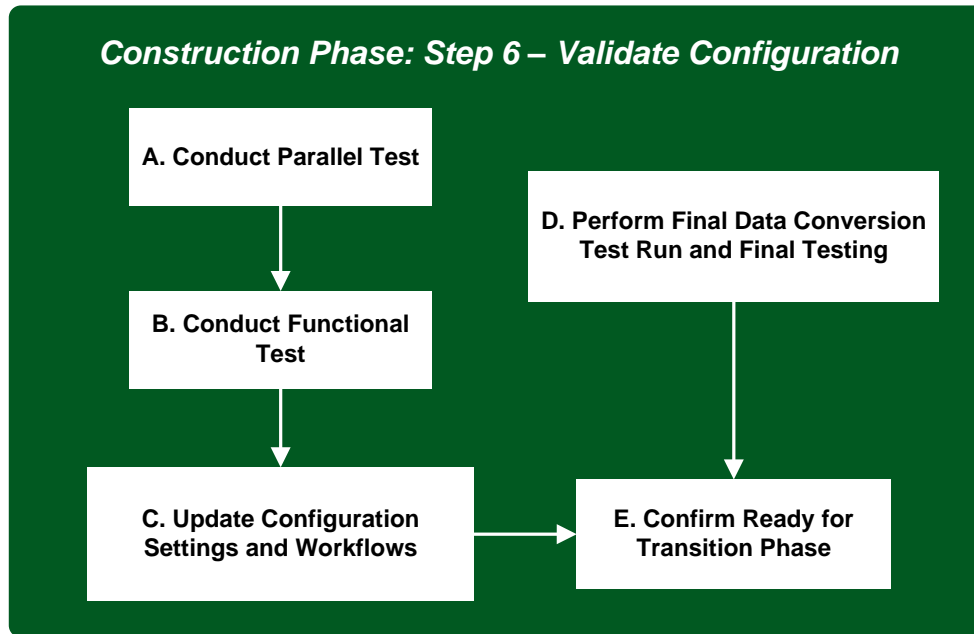 Construction Phase: Step 6 – Validate Configuration
A. Conduct Parallel Test
D. Perform Final Data Conversion
Test Run and Final Testing
B. Conduct Functional
Test
C. Update Configuration
Settings and Workflows
E. Confirm Ready for
Transition Phase